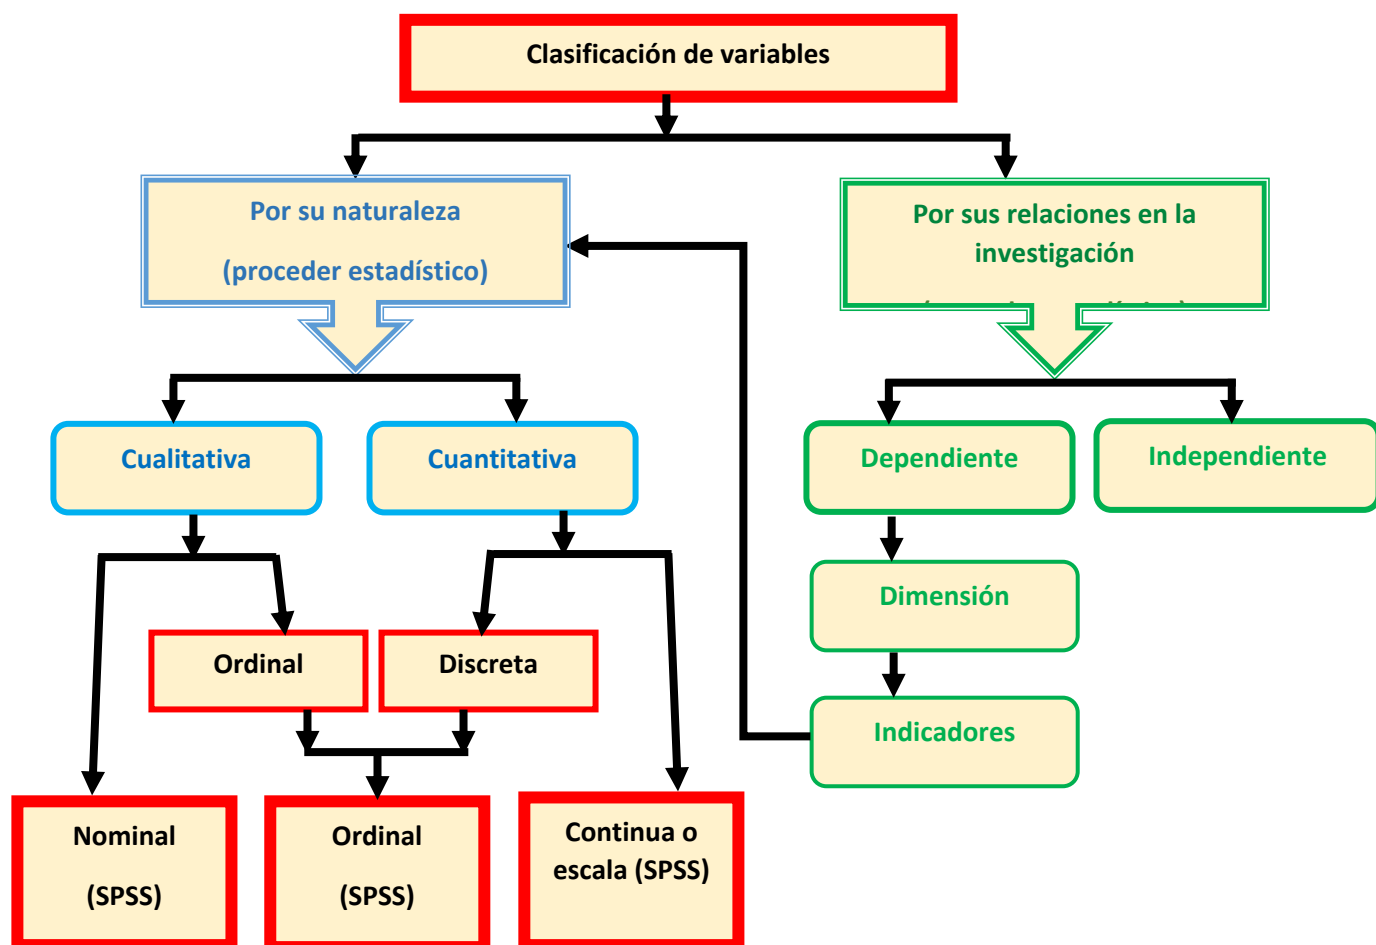 Clasificación de variables
Por su naturaleza
(proceder estadístico)
Por sus relaciones en la
investigación
Cualitativa
Cuantitativa
Dependiente
Independiente
Dimensión
Ordinal
Discreta
Indicadores
Nominal
(SPSS)
Ordinal
(SPSS)
Continua o
escala (SPSS)